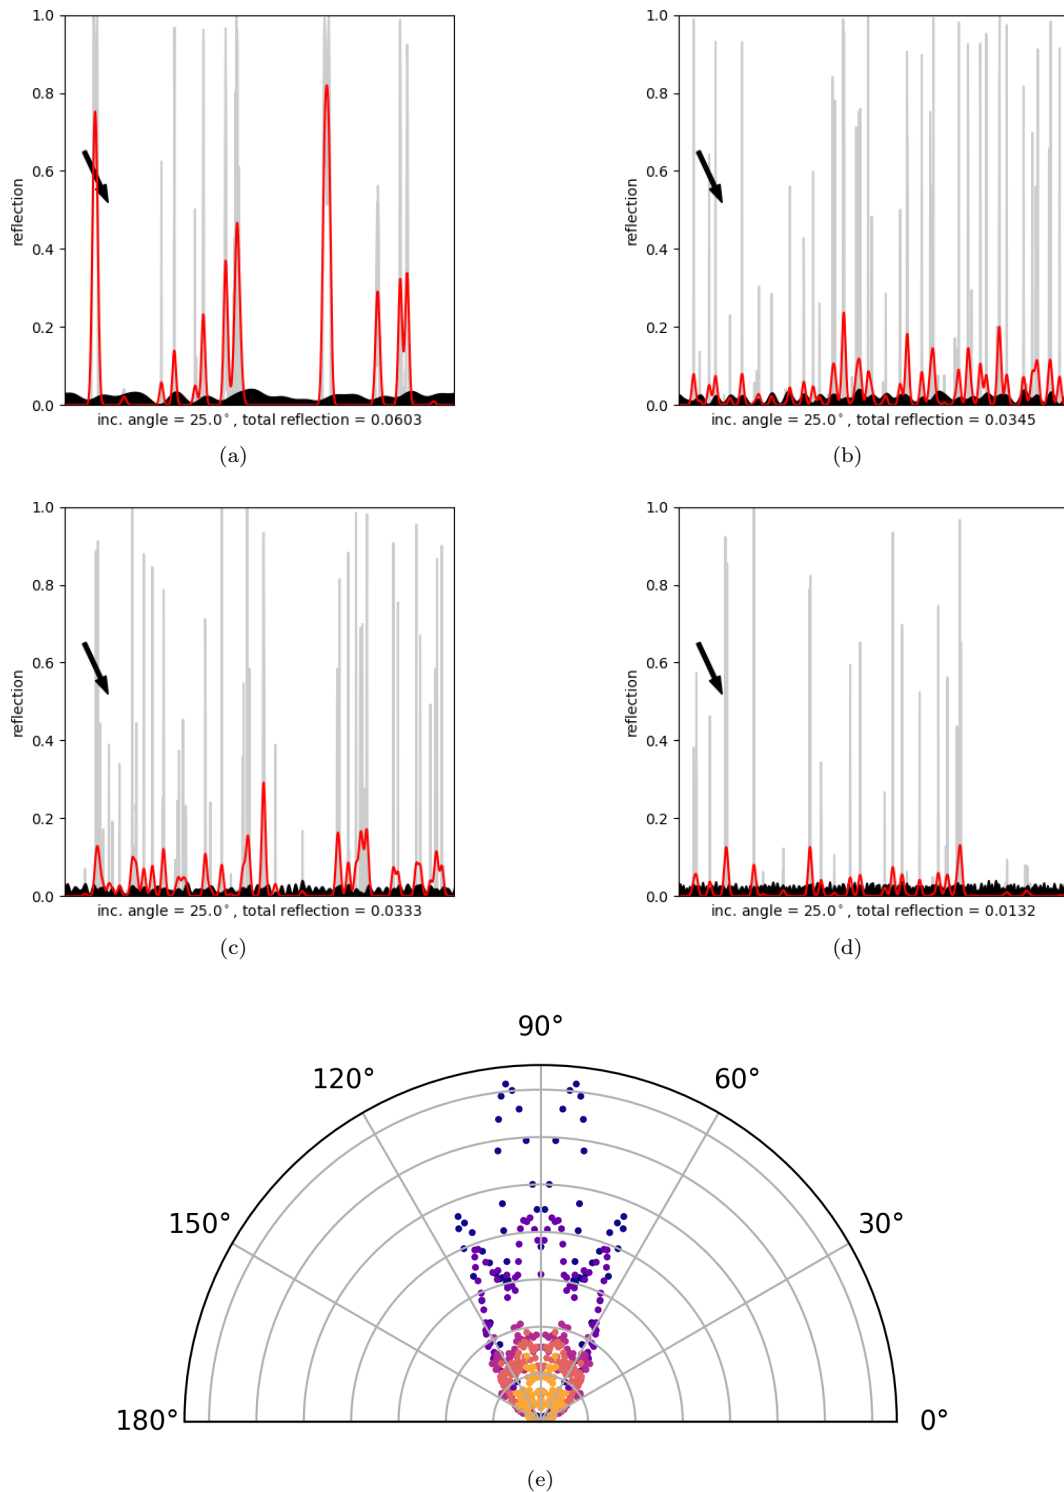 1.0
0.8
0.6
0.4
0.2
0.0
reflection
inc. angle = 25.0°, total reflection = 0.0603
(a)
1.0
0.8
0.6
0.4
0.2
0.0
reflection
inc. angle = 25.0°, total reflection = 0.0345
(b)
1.0
0.8
0.6
0.4
0.2
0.0
reflection
inc. angle = 25.0°, total reflection = 0.0333
(c)
1.0
0.8
0.6
0.4
0.2
0.0
reflection
inc. angle = 25.0°, total reflection = 0.0132
(d)
90°
120°
60°
150°
30°
180°
0°
(e)